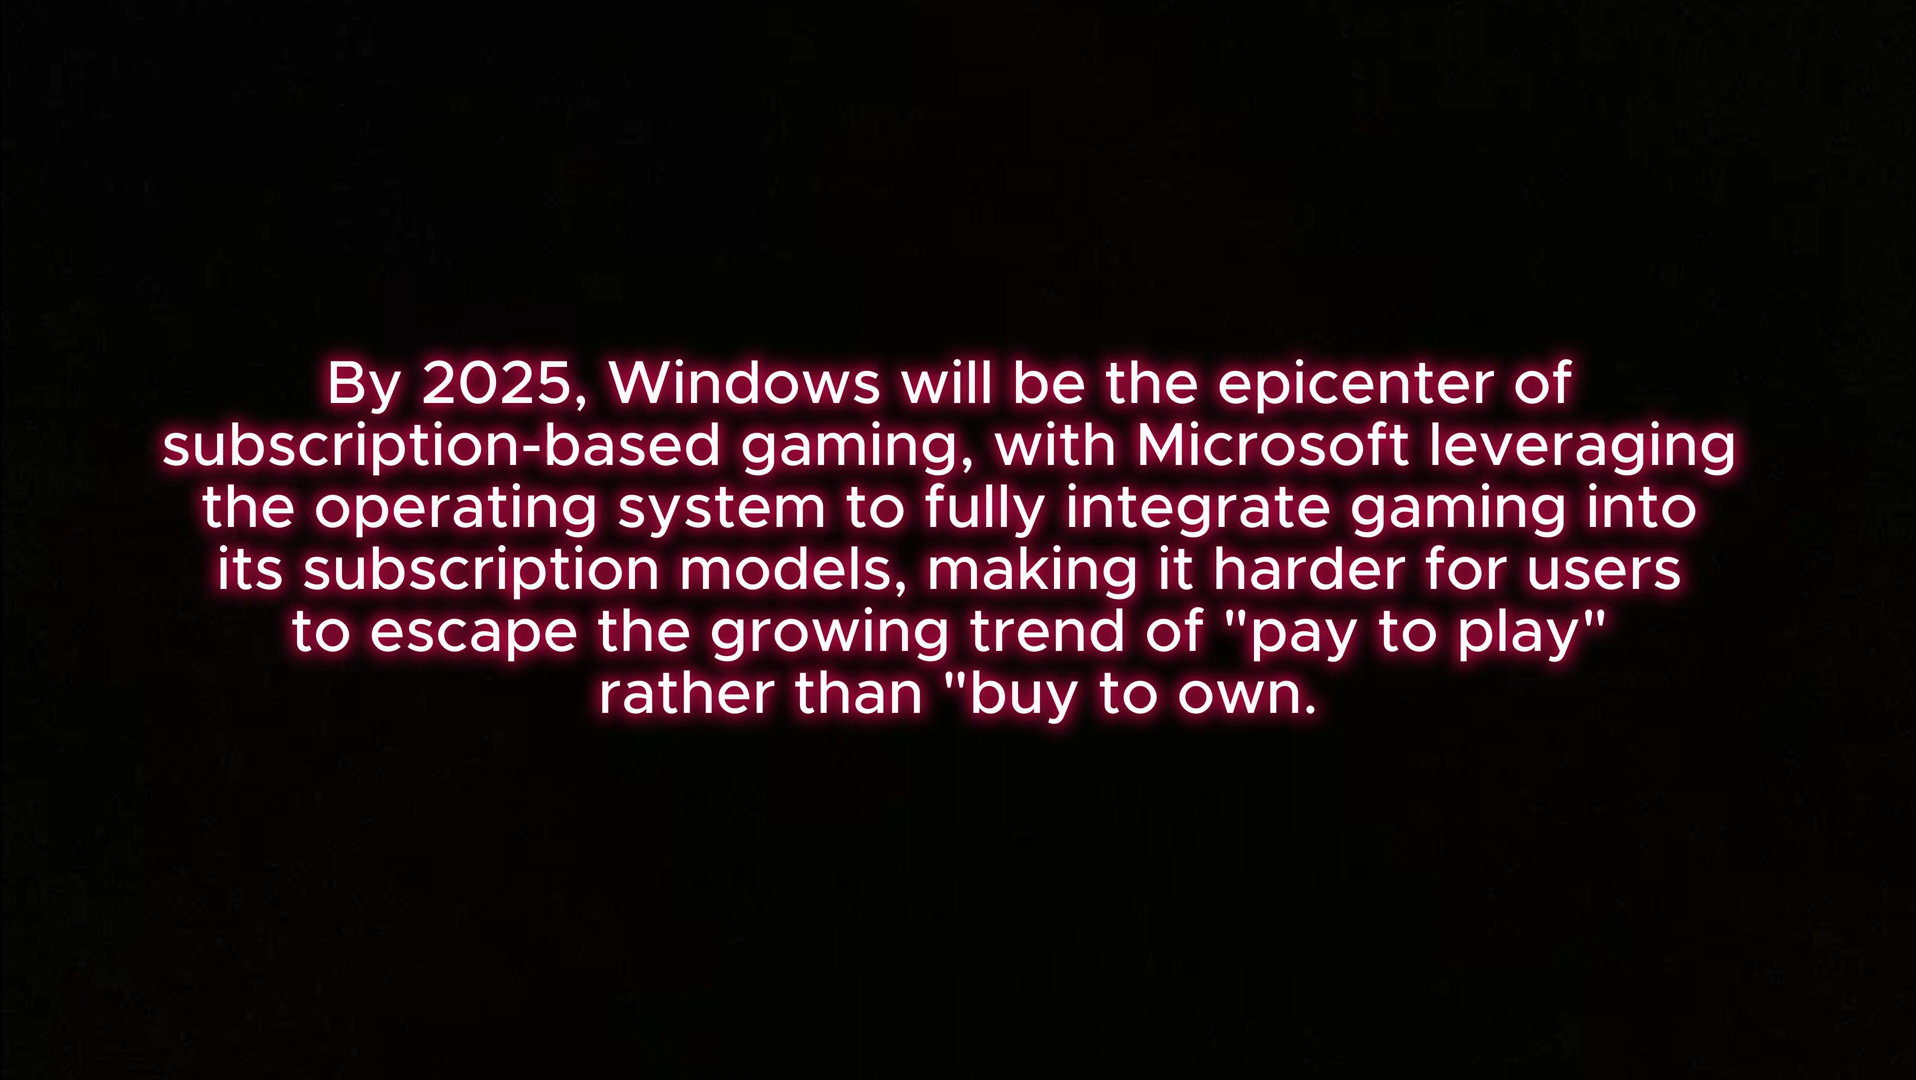 By 2025, Windows will be the epicenter of
subscription-based gaming, with Microsoft leveraging
the operating system to fully integrate gaming into
its subscription models, making it harder for users
to escape the growing trend of "pay to play"
rather than "buy to own.